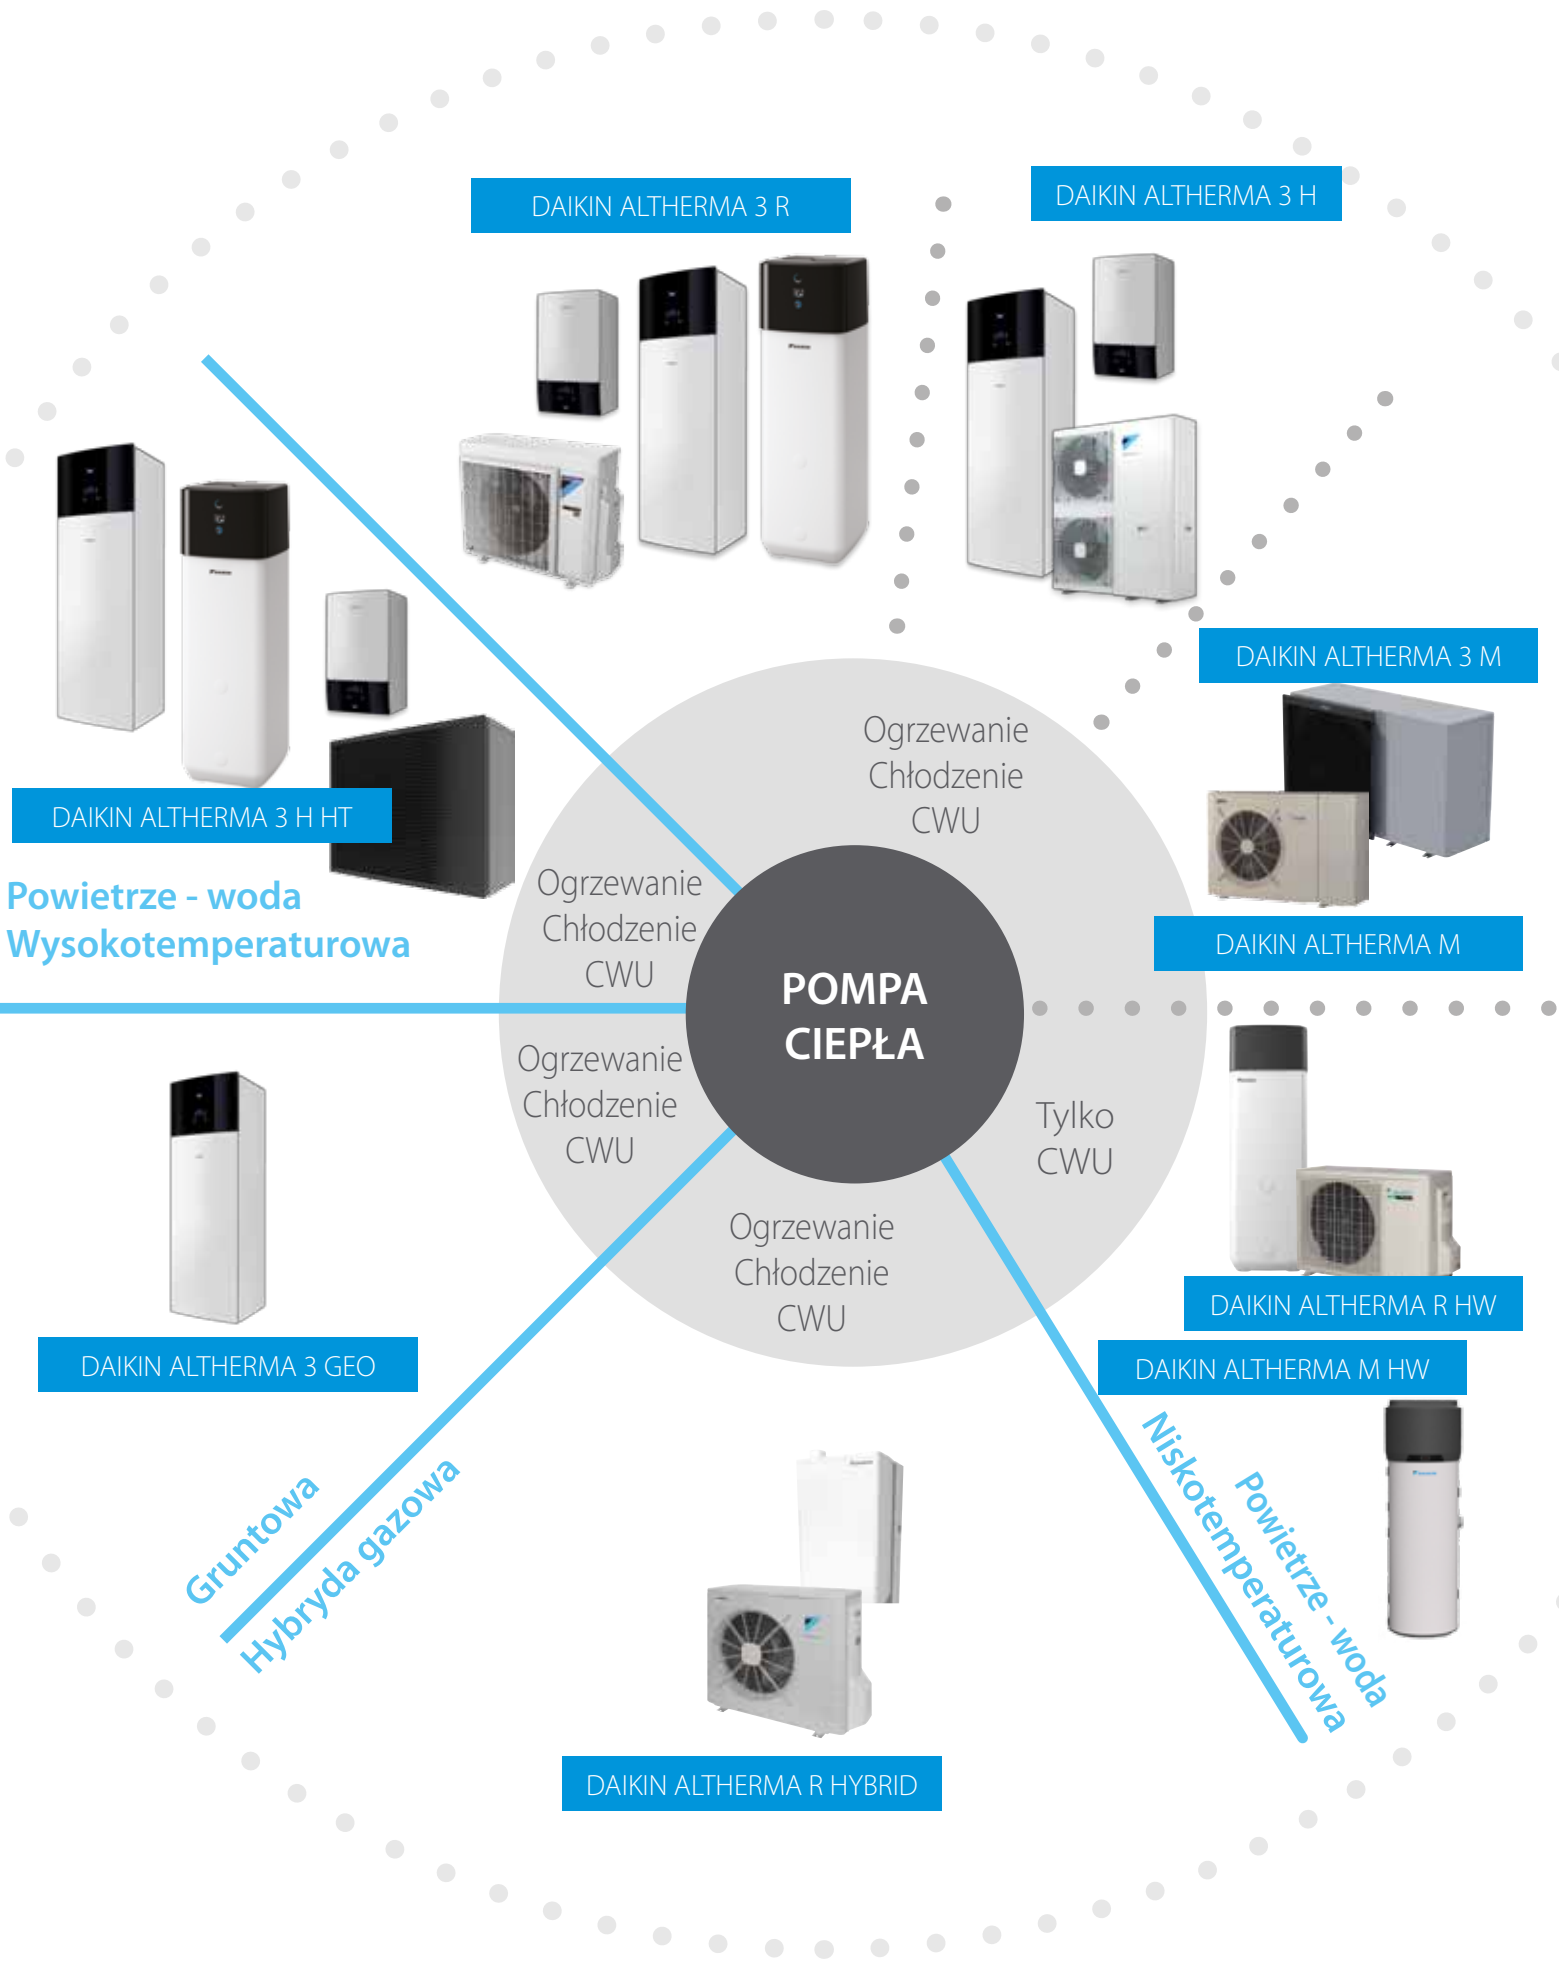 DAIKIN ALTHERMA 3 R
DAIKIN ALTHERMA 3 H
DAIKIN ALTHERMA 3 M
DAIKIN ALTHERMA M
DAIKIN ALTHERMA 3 H HT
Powietrze - woda
Wysokotemperaturowa
Ogrzewanie
Chłodzenie
CWU
Ogrzewanie
Chłodzenie
CWU
POMPA
CIEPŁA
Ogrzewanie
Chłodzenie
CWU
Tylko
CWU
Ogrzewanie
Chłodzenie
CWU
DAIKIN ALTHERMA R HW
DAIKIN ALTHERMA M HW
DAIKIN ALTHERMA 3 GEO
Gruntowa
Hybryda gazowa
Powietrze - woda
Niskotemperaturowa
DAIKIN ALTHERMA R HYBRID